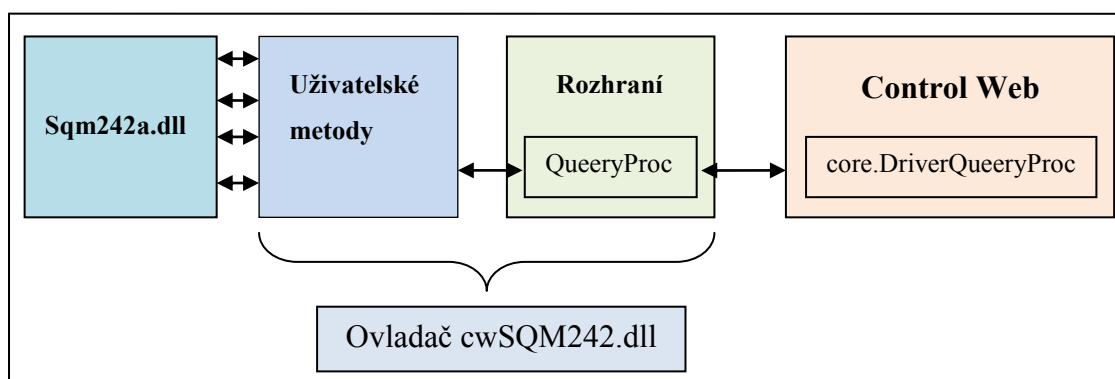 Sqm242a.dll
Uživatelské
metody
Rozhraní
QueeryProc
Control Web
core.DriverQueeryProc
Ovladač cwSQM242.dll